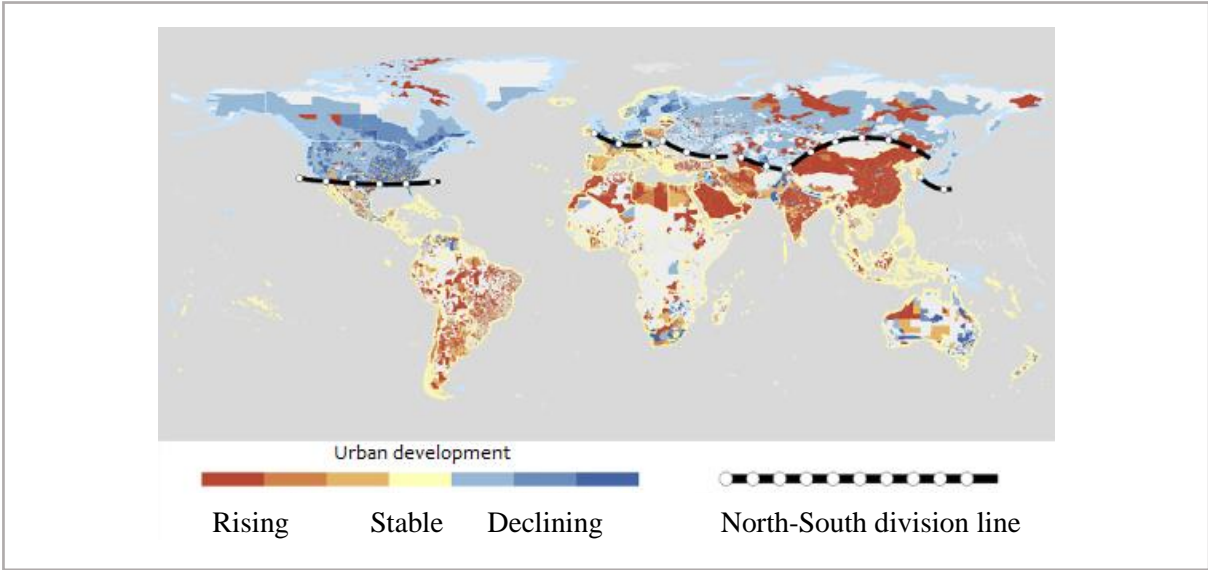 Urban development
Rising Stable Declining
North-South division line